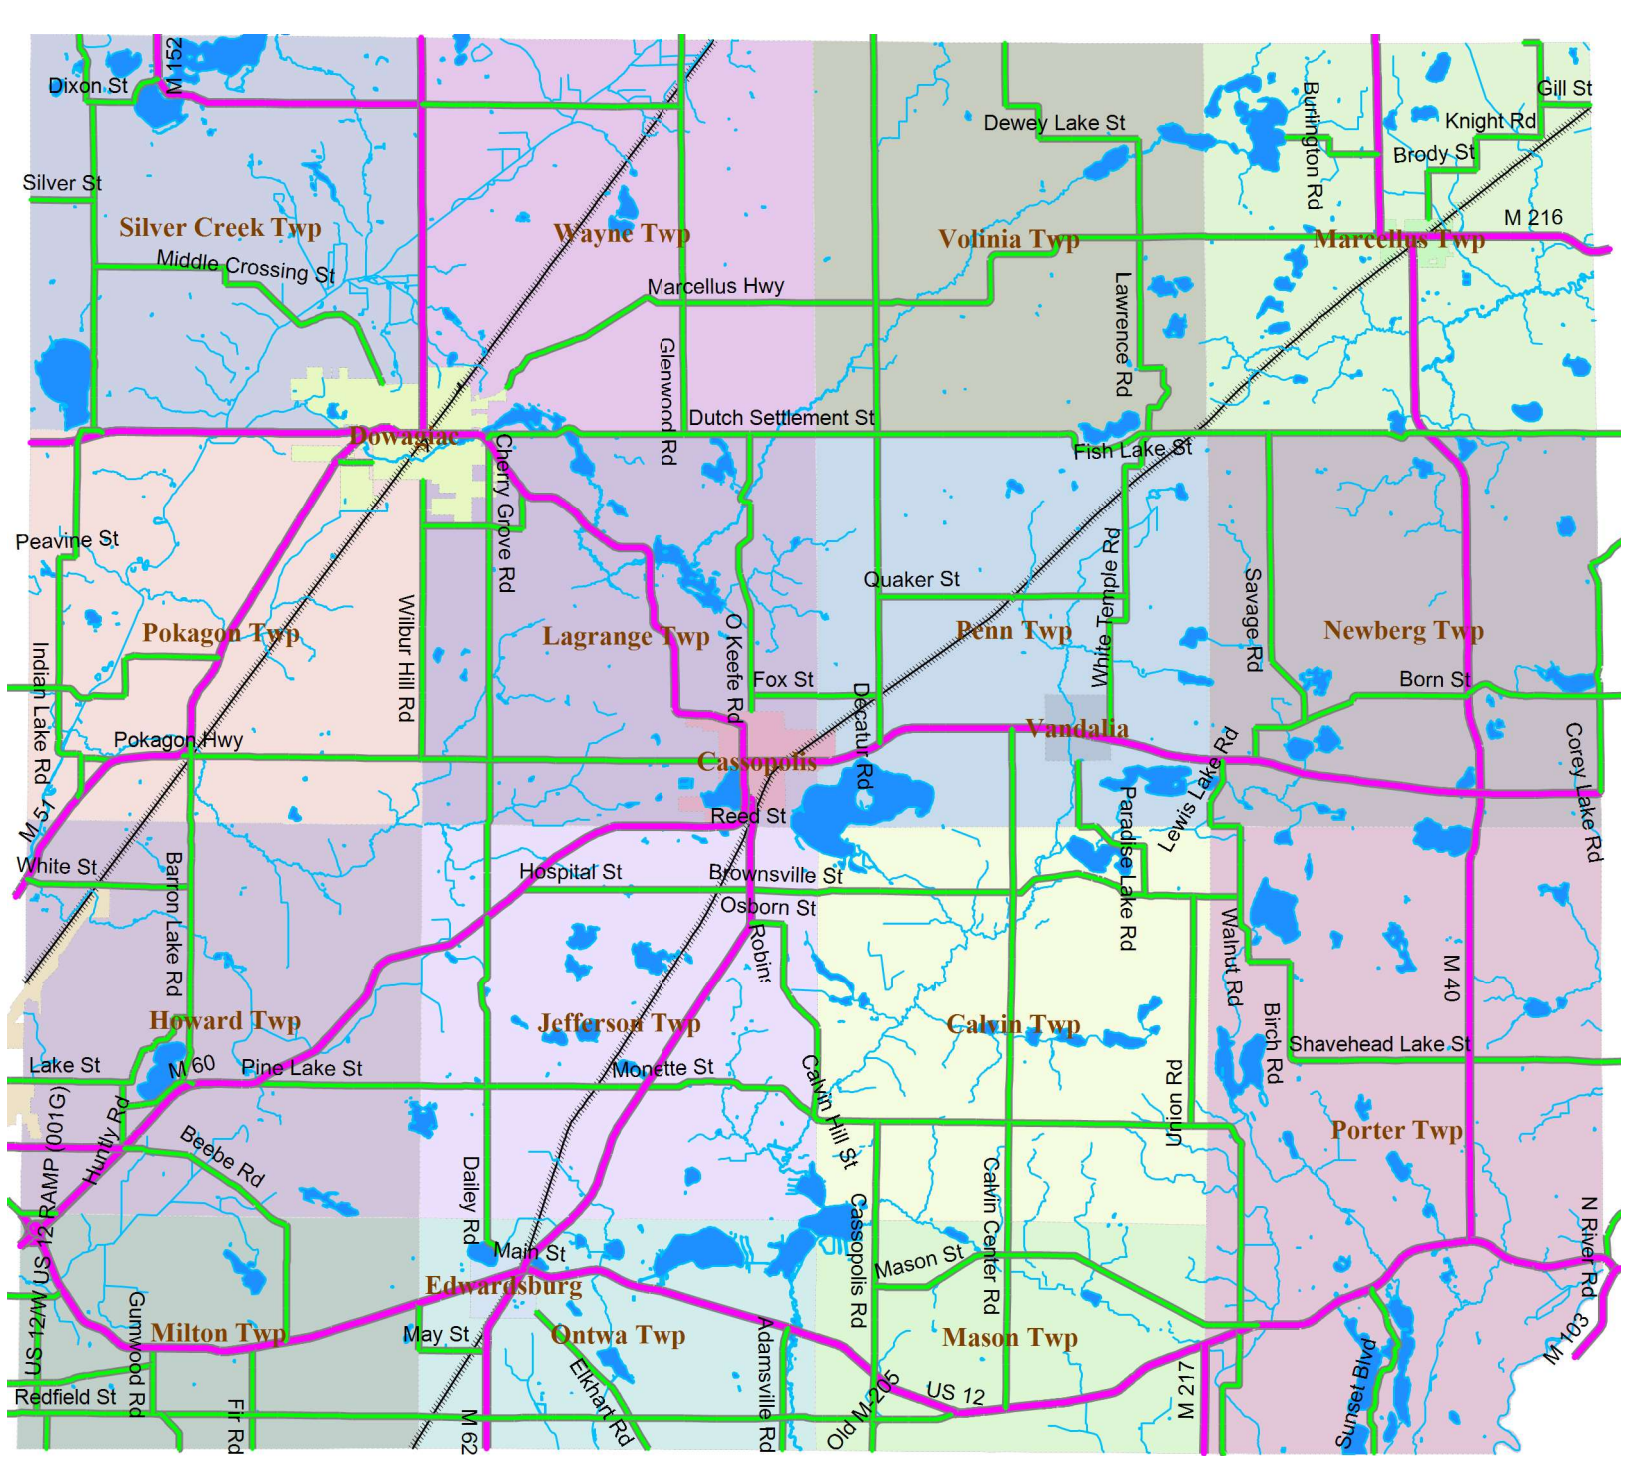 M 152
Dixon St
Gill St
Burlington Rd
Knight Rd
Dewey Lake St
Brody St
Silver St
M 216
Silver Creek Twp
Wayne Twp
Volinia Twp
Marcellus Twp
Middle Crossing St
Marcellus Hwy
Lawrence Rd
Glenwood Rd
Dutch Settlement St
Dowagiac
Fish Lake St
Cherry Grove Rd
Peavine St
Quaker St
White Temple Rd
Savage Rd
Wilbur Hill Rd
Pokagon Twp
Lagrange Twp
O Keefe Rd
Penn Twp
Newberg Twp
Indian Lake Rd
Fox St
Born St
Decatur Rd
Vandalia
Pokagon Hwy
Cassopolis
Lewis Lake Rd
Corey Lake Rd
M 51
Reed St
Paradise Lake Rd
White St
Hospital St
Brownsville St
Barron Lake Rd
Osborn St
Robins
Walnut Rd
M 40
Howard Twp
Jefferson Twp
Calvin Twp
Birch Rd
Shavehead Lake St
Lake St
M 60
Pine Lake St
Monette St
Calvin Hill St
Union Rd
Huntly Rd
Porter Twp
Beebe Rd
US 12/W US 12 RAMP (001G)
Dailey Rd
Cassopolis Rd
Calvin Center Rd
N River Rd
Main St
Mason St
Edwardsburg
Gumwood Rd
Milton Twp
May St
Ontwa Twp
Adamsville Rd
Mason Twp
M 103
Sunset Blvd
Elkhart Rd
Old M-205
US 12
M 217
Redfield St
Fir Rd
M 62